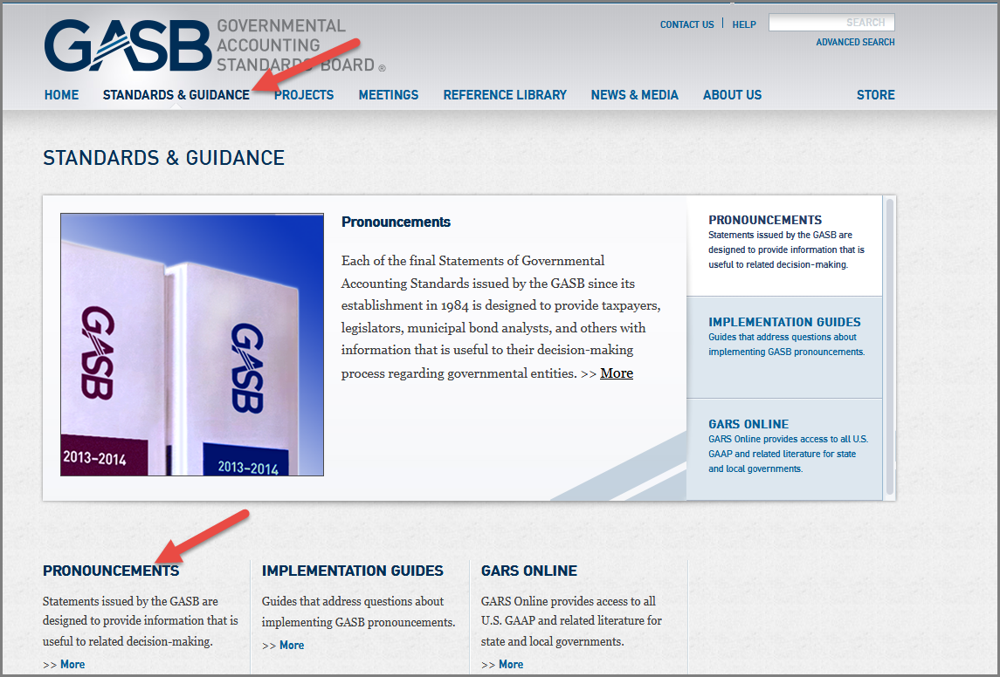 GASB
GOVERNMENTAL
ACCOUNTING
STANDARDS BOARD ®
CONTACT US | HELP
SEARCH
ADVANCED SEARCH
HOME STANDARDS & GUIDANCE PROJECTS MEETINGS REFERENCE LIBRARY NEWS & MEDIA ABOUT US STORE
STANDARDS & GUIDANCE
GASB
2013–2014
GASB
2013–2014
Pronouncements
Each of the final Statements of Governmental
Accounting Standards issued by the GASB since its
establishment in 1984 is designed to provide taxpayers,
legislators, municipal bond analysts, and others with
information that is useful to their decision-making
process regarding governmental entities. >> More
PRONOUNCEMENTS
Statements issued by the GASB are
designed to provide information that is
useful to related decision-making.
IMPLEMENTATION GUIDES
Guides that address questions about
implementing GASB pronouncements.
GARS ONLINE
GARS Online provides access to all U.S.
GAAP and related literature for state
and local governments.
PRONOUNCEMENTS
Statements issued by the GASB are
designed to provide information that is
useful to related decision-making.
>> More
IMPLEMENTATION GUIDES
Guides that address questions about
implementing GASB pronouncements.
>> More
GARS ONLINE
GARS Online provides access to all
U.S. GAAP and related literature for
state and local governments.
>> More